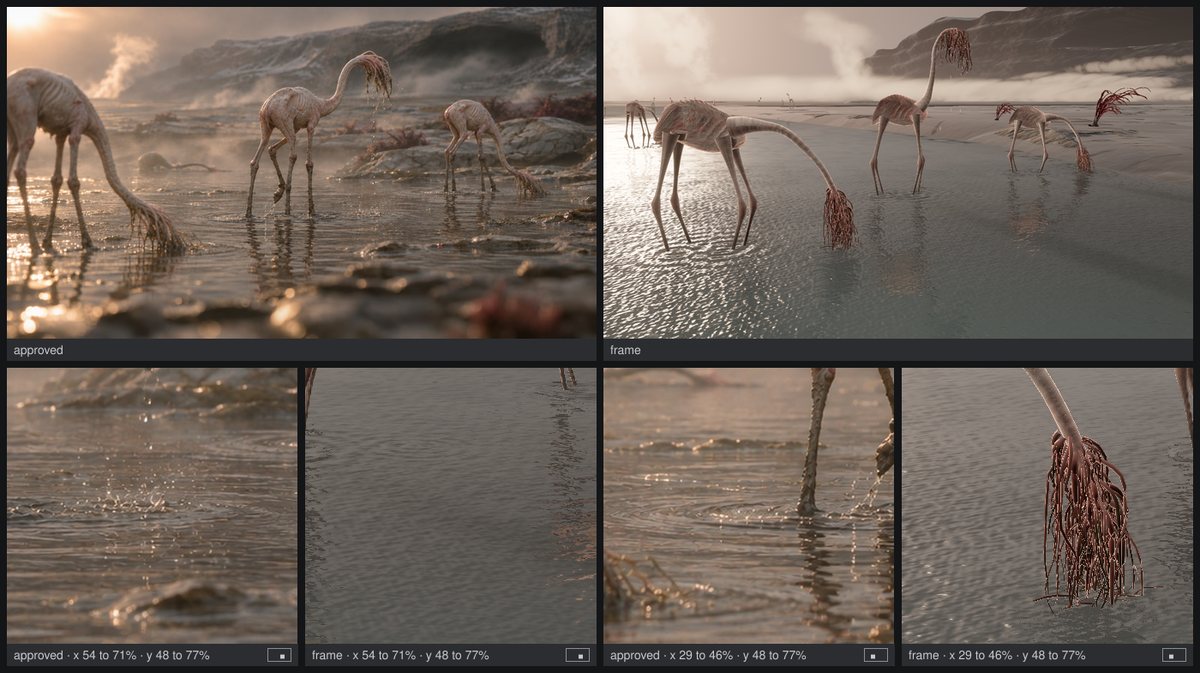 approved
frame
approved · x 54 to 71% · y 48 to 77%
frame · x 54 to 71% · y 48 to 77%
approved · x 29 to 46% · y 48 to 77%
frame · x 29 to 46% · y 48 to 77%